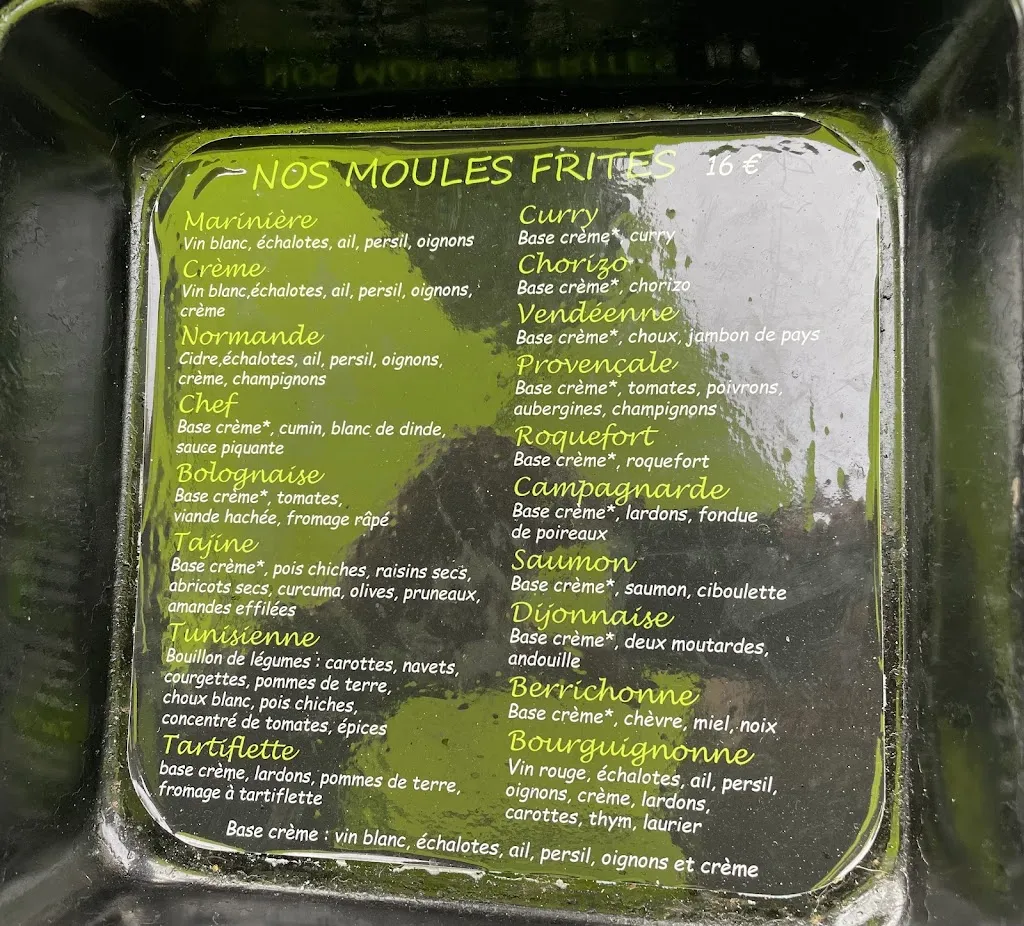 NOS MOULES FRITES 16 €
Marinière
Vin blanc, échalotes, ail, persil, oignons
Crème
Vin blanc,échalotes, ail, persil, oignons,
crème
Normande
Cidre,échalotes, ail, persil, oignons,
crème, champignons
Chef
Base crème*, cumin, blanc de dinde,
sauce piquante
Bolognaise
Base crème*, tomates,
viande hachée, fromage râpé
Tajine
Base crème*, pois chiches, raisins secs,
abricots secs, curcuma, olives, pruneaux,
amandes effilées
Tunisienne
Bouillon de légumes : carottes, navets,
courgettes, pommes de terre,
choux blanc, pois chiches,
concentré de tomates, épices
Tartiflette
base crème, lardons, pommes de terre,
fromage à tartiflette
Curry
Base crème*, curry
Chorizo
Base crème*, chorizo
Vendéenne
Base crème*, choux, jambon de pays
Provençale
Base crème*, tomates, poivrons,
aubergines, champignons
Roquefort
Base crème*, roquefort
Campagnarde
Base crème*, lardons, fondue
de poireaux
Saumon
Base crème*, saumon, ciboulette
Dijonnaise
Base crème*, deux moutardes,
andouille
Berrichonne
Base crème*, chèvre, miel, noix
Bourguignonne
Vin rouge, échalotes, ail, persil,
oignons, crème, lardons,
carottes, thym, laurier
Base crème : vin blanc, échalotes, ail, persil, oignons et crème